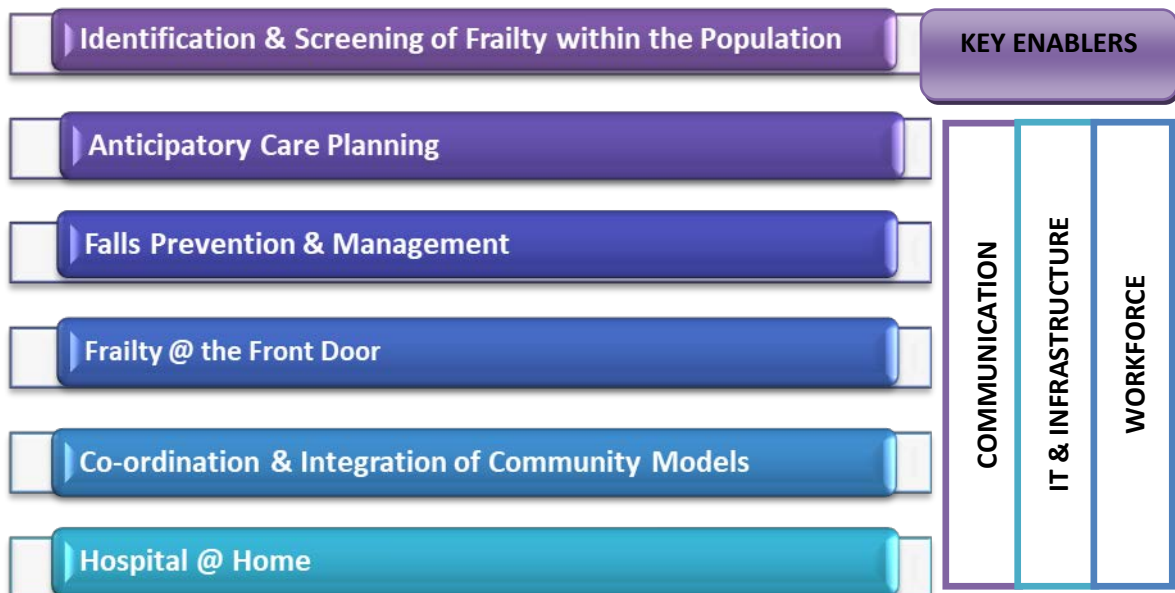 Identification & Screening of Frailty within the Population
KEY ENABLERS
Anticipatory Care Planning
Falls Prevention & Management
Frailty @ the Front Door
Co-ordination & Integration of Community Models
Hospital @ Home
COMMUNICATION
IT & INFRASTRUCTURE
WORKFORCE